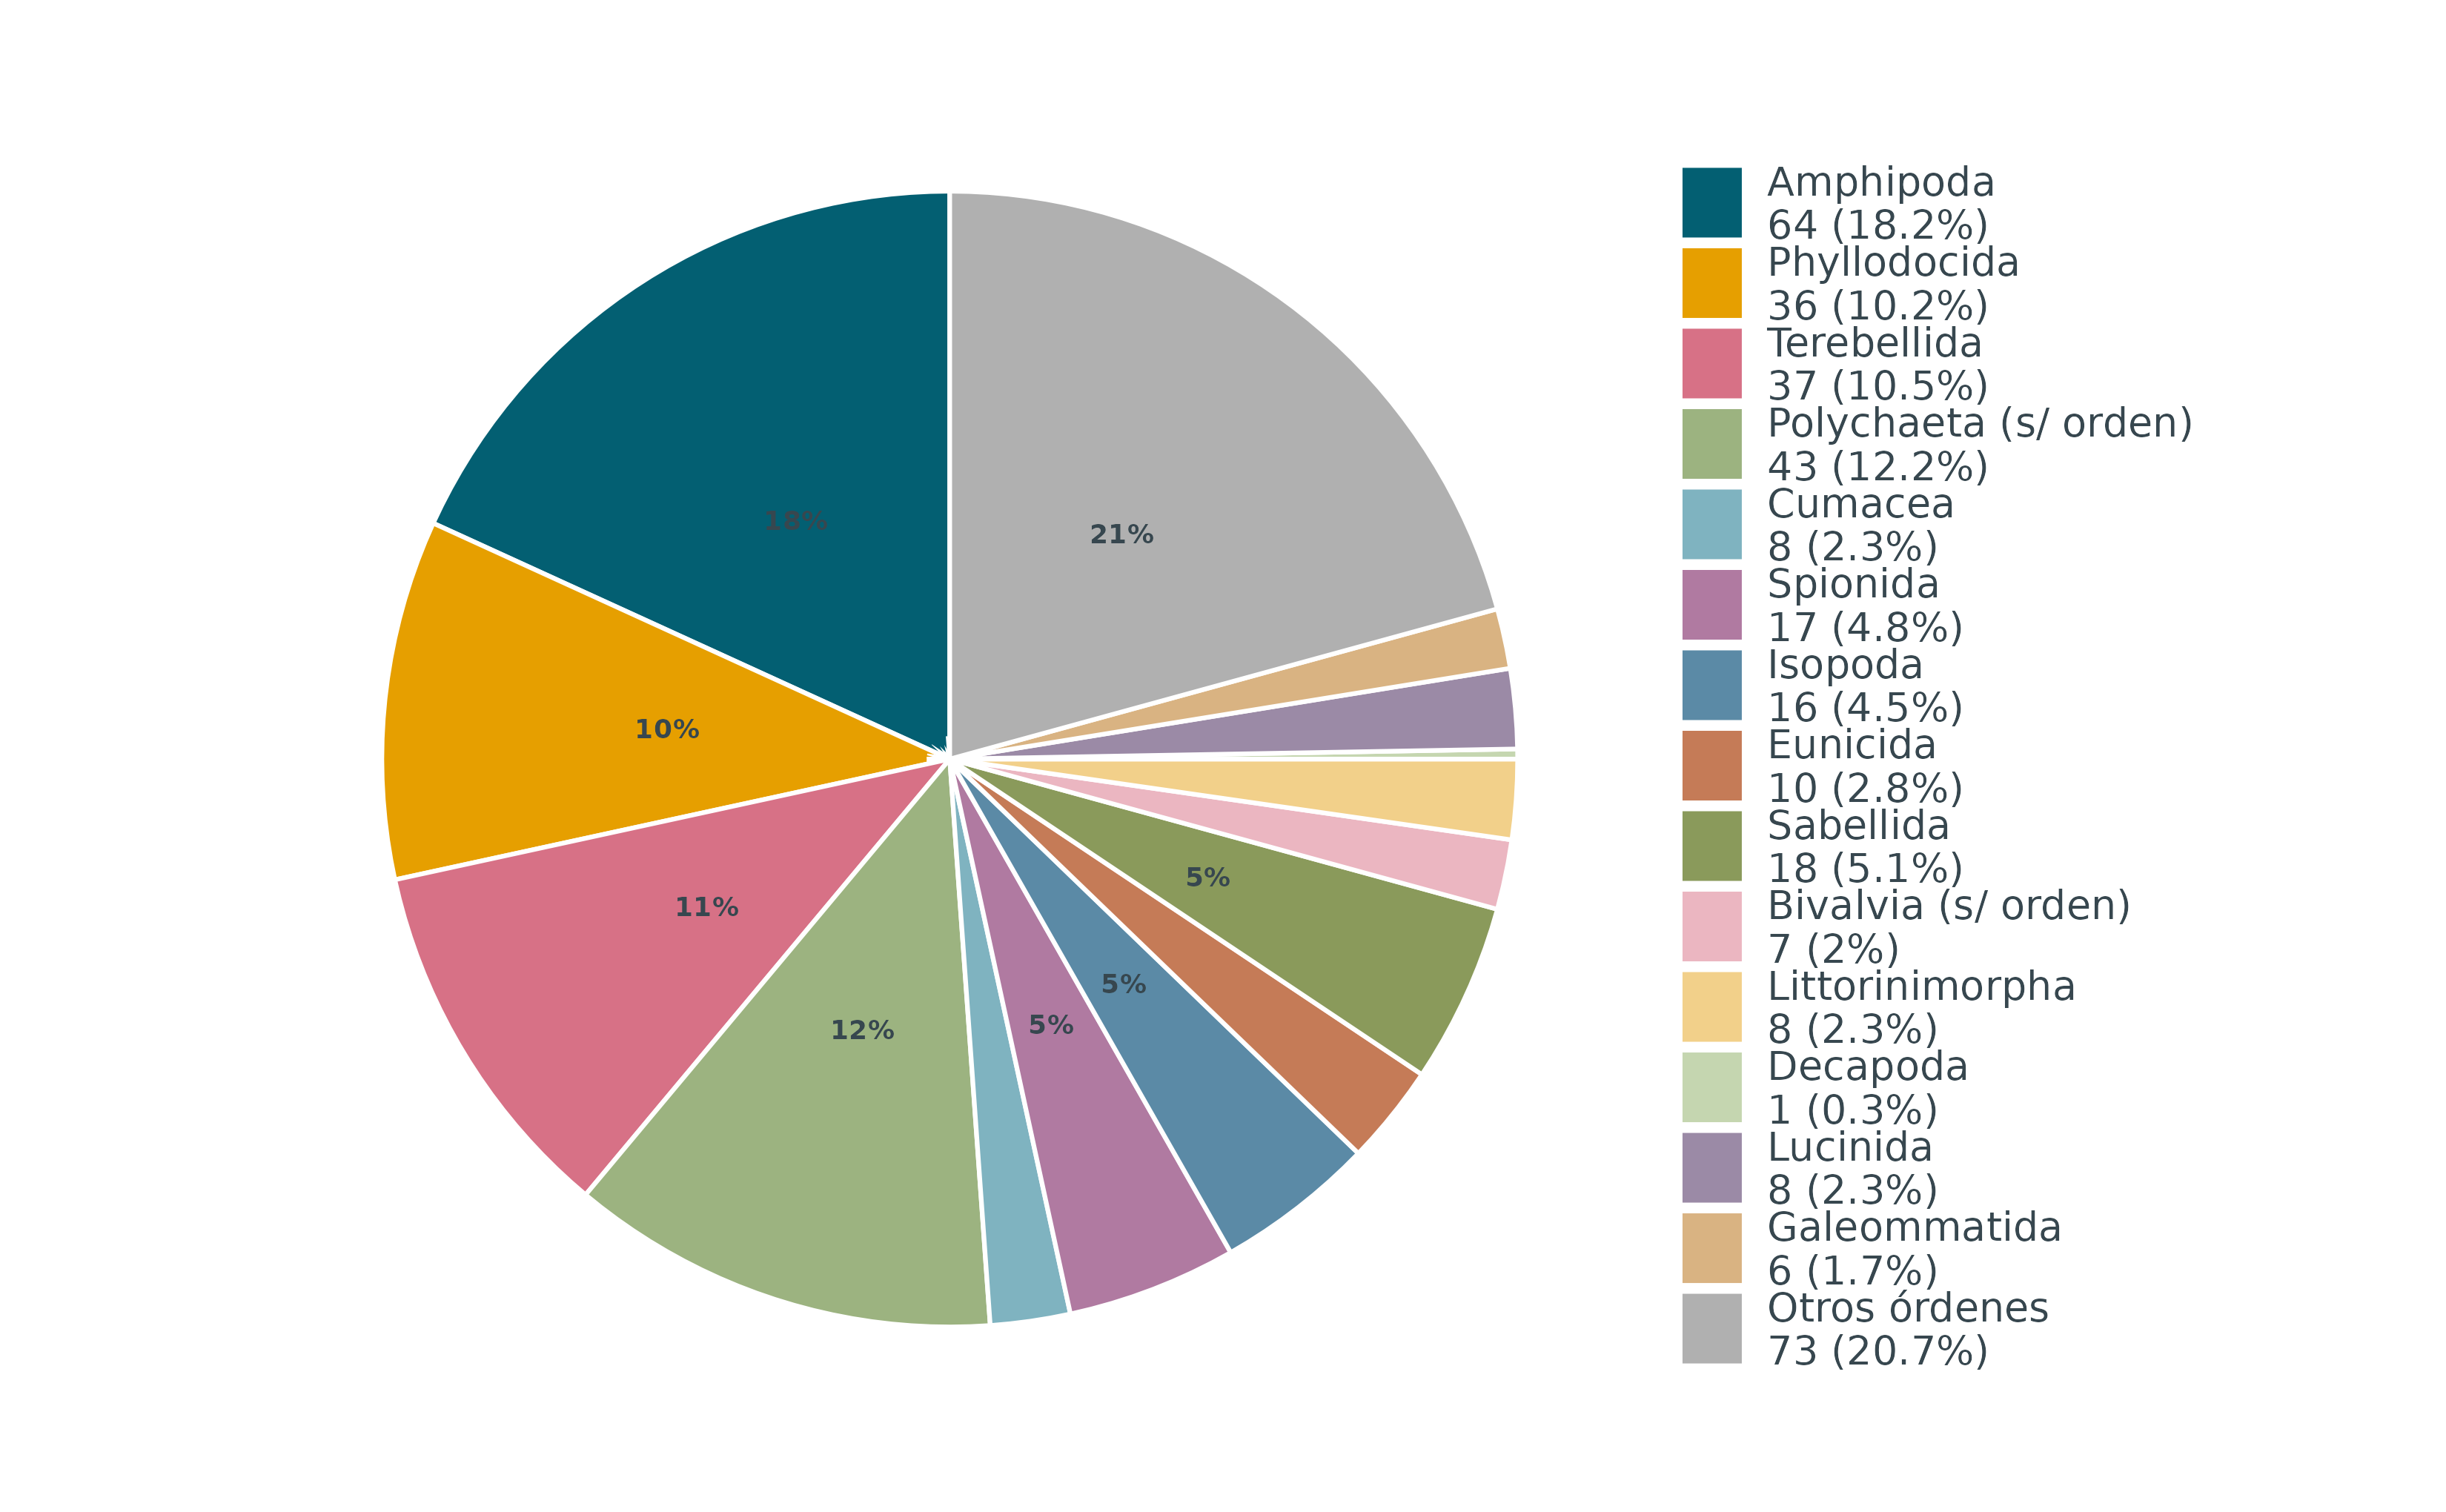 18%
21%
10%
11%
12%
5%
5%
5%
Amphipoda
64 (18.2%)
Phyllodocida
36 (10.2%)
Terebellida
37 (10.5%)
Polychaeta (s/ orden)
43 (12.2%)
Cumacea
8 (2.3%)
Spionida
17 (4.8%)
Isopoda
16 (4.5%)
Eunicida
10 (2.8%)
Sabellida
18 (5.1%)
Bivalvia (s/ orden)
7 (2%)
Littorinimorpha
8 (2.3%)
Decapoda
1 (0.3%)
Lucinida
8 (2.3%)
Galeommatida
6 (1.7%)
Otros órdenes
73 (20.7%)